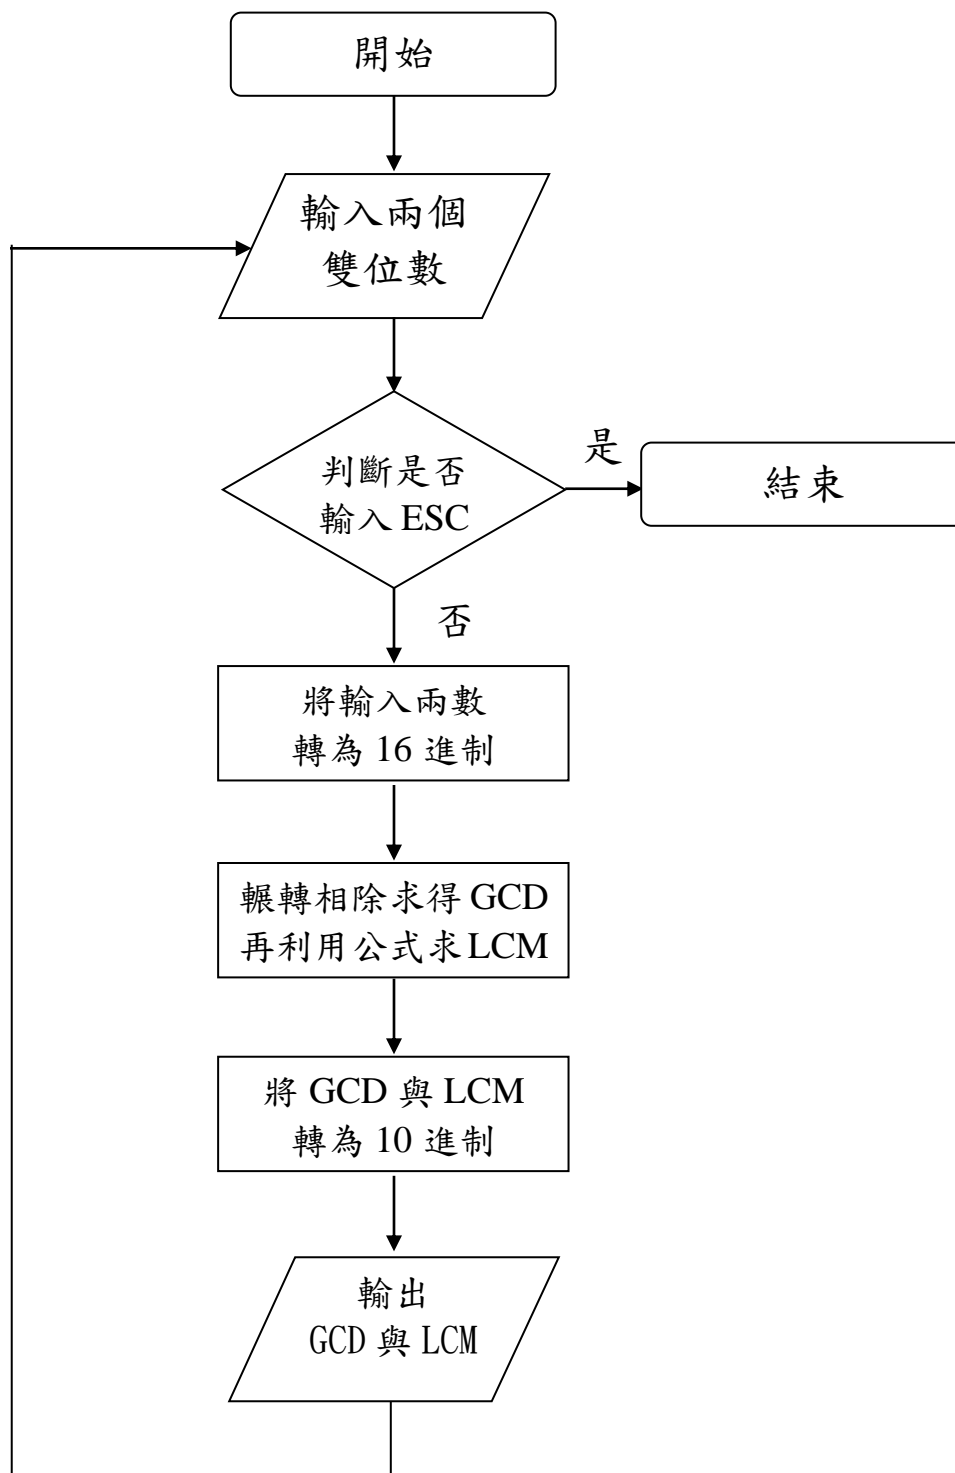 開始
輸入兩個
雙位數
判斷是否
輸入 ESC
是
結束
否
將輸入兩數
轉為 16 進制
輾轉相除求得 GCD
再利用公式求 LCM
將 GCD 與 LCM
轉為 10 進制
輸出
GCD 與 LCM